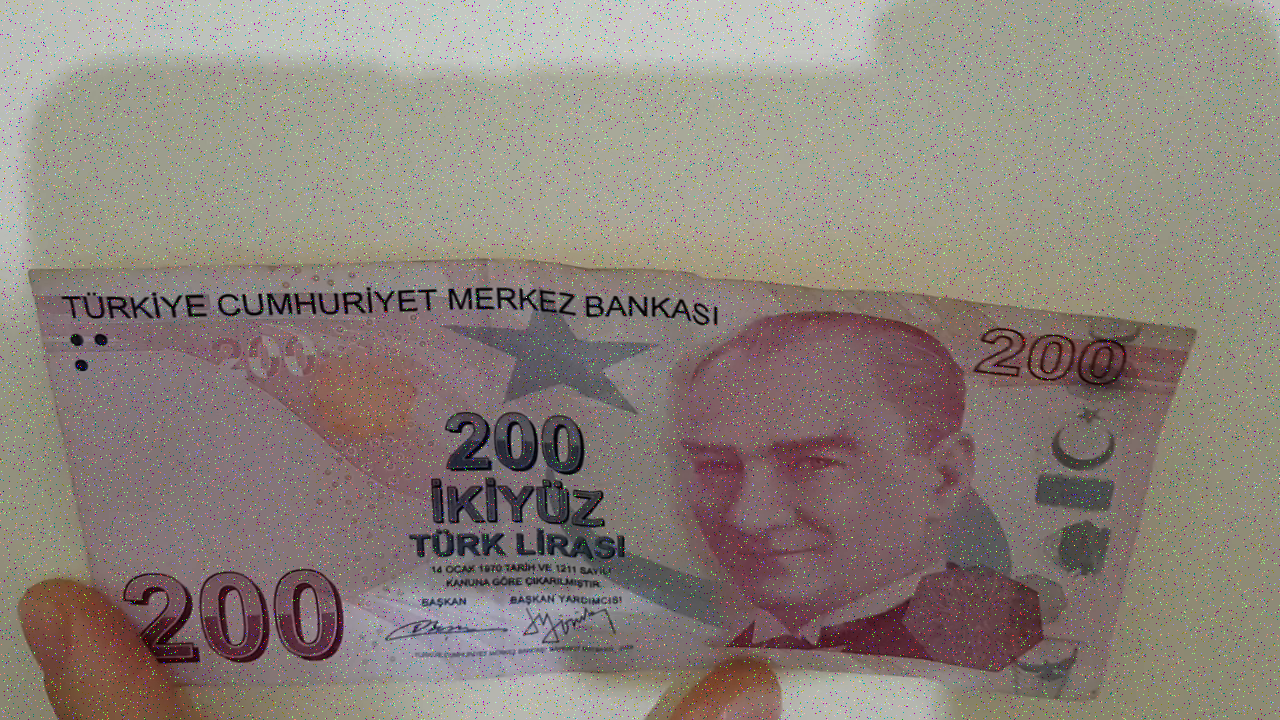 TÜRKİYE CUMHURİYET MERKEZ BANKASI
200
200
200
İKİYÜZ
TÜRK LİRASI
14 OCAK 1970 TARİH VE 1211 SAYILI
KANUNA GÖRE ÇIKARILMIŞTIR.
BAŞKAN BAŞKAN YARDIMCISI
200